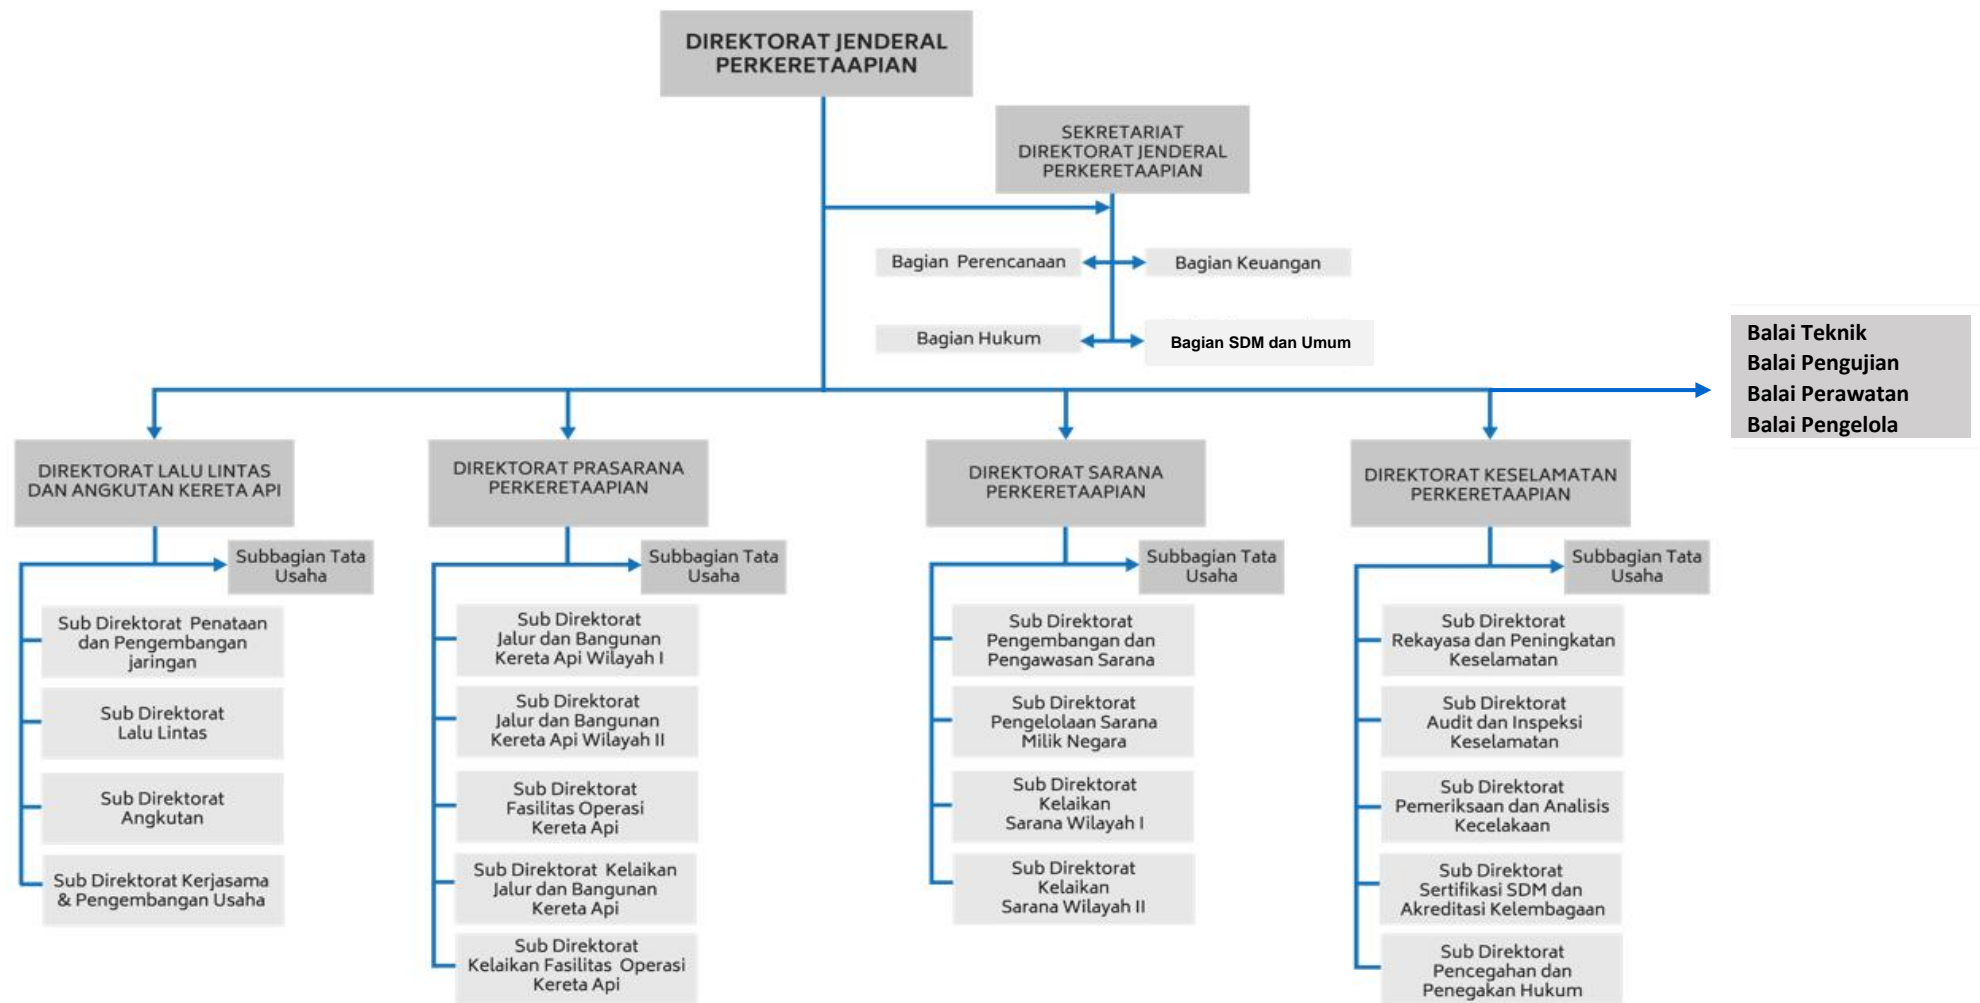 DIREKTORAT JENDERAL
PERKERETAAPIAN
SEKRETARIAT
DIREKTORAT JENDERAL
PERKERETAAPIAN
Bagian Perencanaan
Bagian Keuangan
Bagian Hukum
Bagian SDM dan Umum
Balai Teknik
Balai Pengujian
Balai Perawatan
Balai Pengelola
DIREKTORAT LALU LINTAS
DAN ANGKUTAN KERETA API
Subbagian Tata
Usaha
Sub Direktorat Penataan
dan Pengembangan
jaringan
Sub Direktorat
Lalu Lintas
Sub Direktorat
Angkutan
Sub Direktorat Kerjasama
& Pengembangan Usaha
DIREKTORAT PRASARANA
PERKERETAAPIAN
Subbagian Tata
Usaha
Sub Direktorat
Jalur dan Bangunan
Kereta Api Wilayah I
Sub Direktorat
Jalur dan Bangunan
Kereta Api Wilayah II
Sub Direktorat
Fasilitas Operasi
Kereta Api
Sub Direktorat Kelaikan
Jalur dan Bangunan
Kereta Api
Sub Direktorat
Kelaikan Fasilitas Operasi
Kereta Api
DIREKTORAT SARANA
PERKERETAAPIAN
Subbagian Tata
Usaha
Sub Direktorat
Pengembangan dan
Pengawasan Sarana
Sub Direktorat
Pengelolaan Sarana
Milik Negara
Sub Direktorat
Kelaikan
Sarana Wilayah I
Sub Direktorat
Kelaikan
Sarana Wilayah II
DIREKTORAT KESELAMATAN
PERKERETAAPIAN
Subbagian Tata
Usaha
Sub Direktorat
Rekayasa dan Peningkatan
Keselamatan
Sub Direktorat
Audit dan Inspeksi
Keselamatan
Sub Direktorat
Pemeriksaan dan Analisis
Kecelakaan
Sub Direktorat
Sertifikasi SDM dan
Akreditasi Kelembagaan
Sub Direktorat
Pencegahan dan
Penegakan Hukum